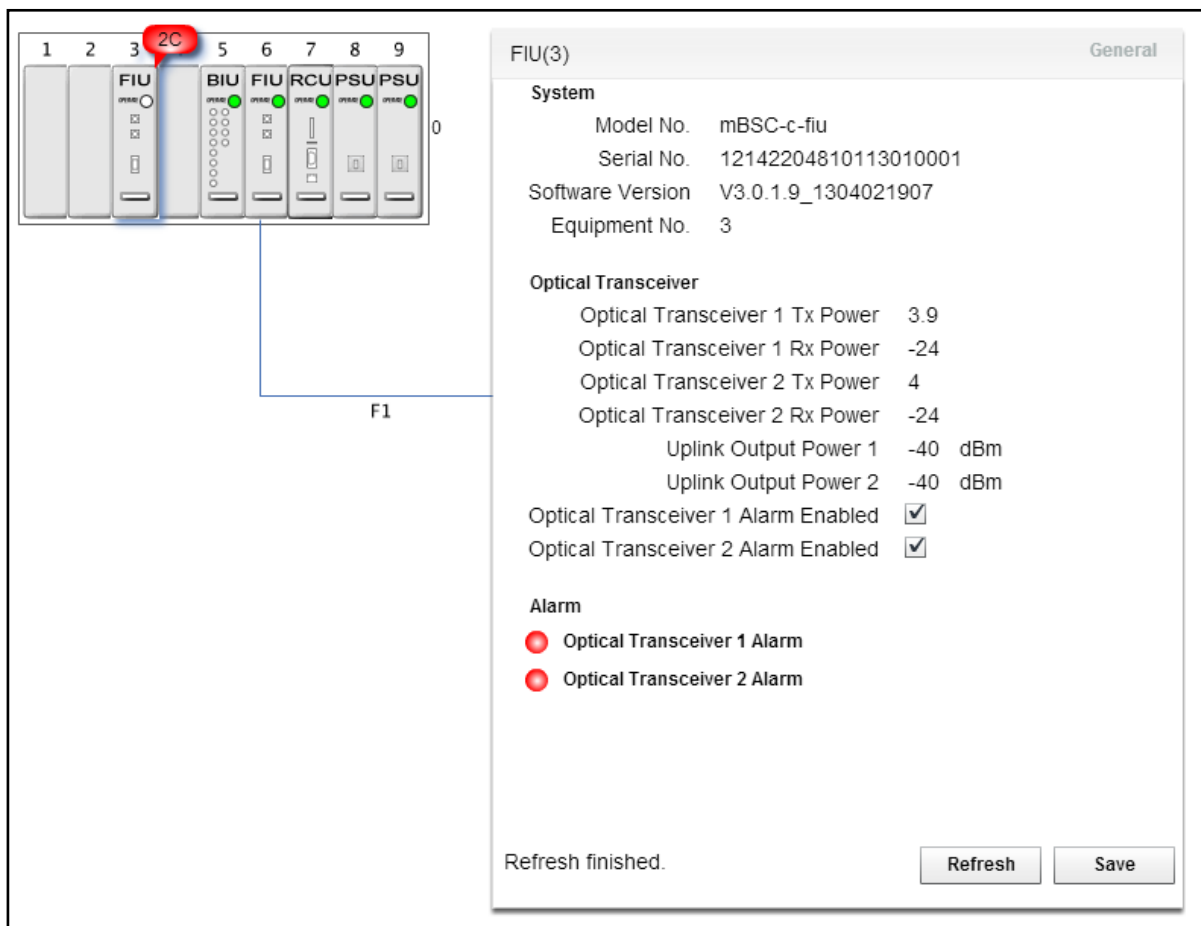 1 2 3 2C 5 6 7 8 9
FIU BIU FIU RCU PSU PSU
0
F1
FIU(3) General
System
Model No. mBSC-c-fiu
Serial No. 12142204810113010001
Software Version V3.0.1.9_1304021907
Equipment No. 3
Optical Transceiver
Optical Transceiver 1 Tx Power 3.9
Optical Transceiver 1 Rx Power -24
Optical Transceiver 2 Tx Power 4
Optical Transceiver 2 Rx Power -24
Uplink Output Power 1 -40 dBm
Uplink Output Power 2 -40 dBm
Optical Transceiver 1 Alarm Enabled
Optical Transceiver 2 Alarm Enabled
Alarm
Optical Transceiver 1 Alarm
Optical Transceiver 2 Alarm
Refresh finished. Refresh Save